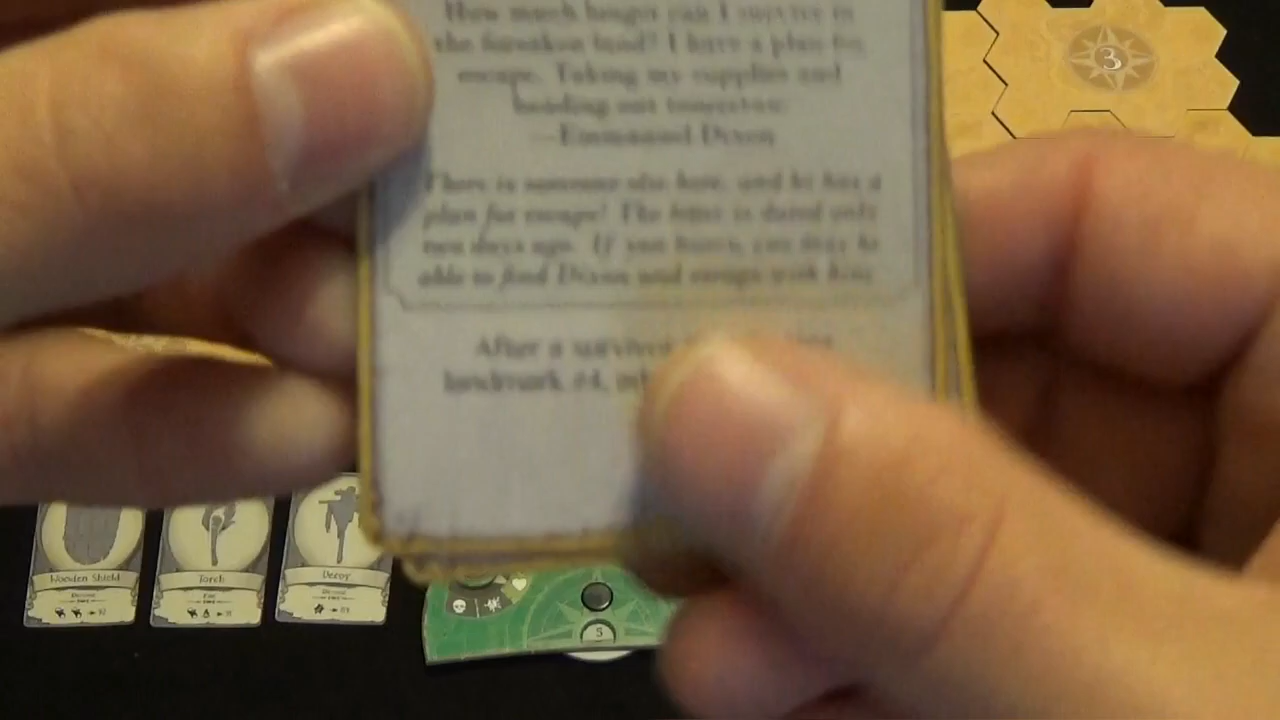 How much longer can I survive in
the forsaken land? I have a plan for
escape. Taking my supplies and
heading out tomorrow.
—Emmanuel Dixon
There is someone else here, and he has a
plan for escape! The letter is dated only
two days ago. If you hurry, you may be
able to find Dixon and escape with him.
After a survivor
landmark #4,
3
Wooden Shield
Torch
Decoy
5